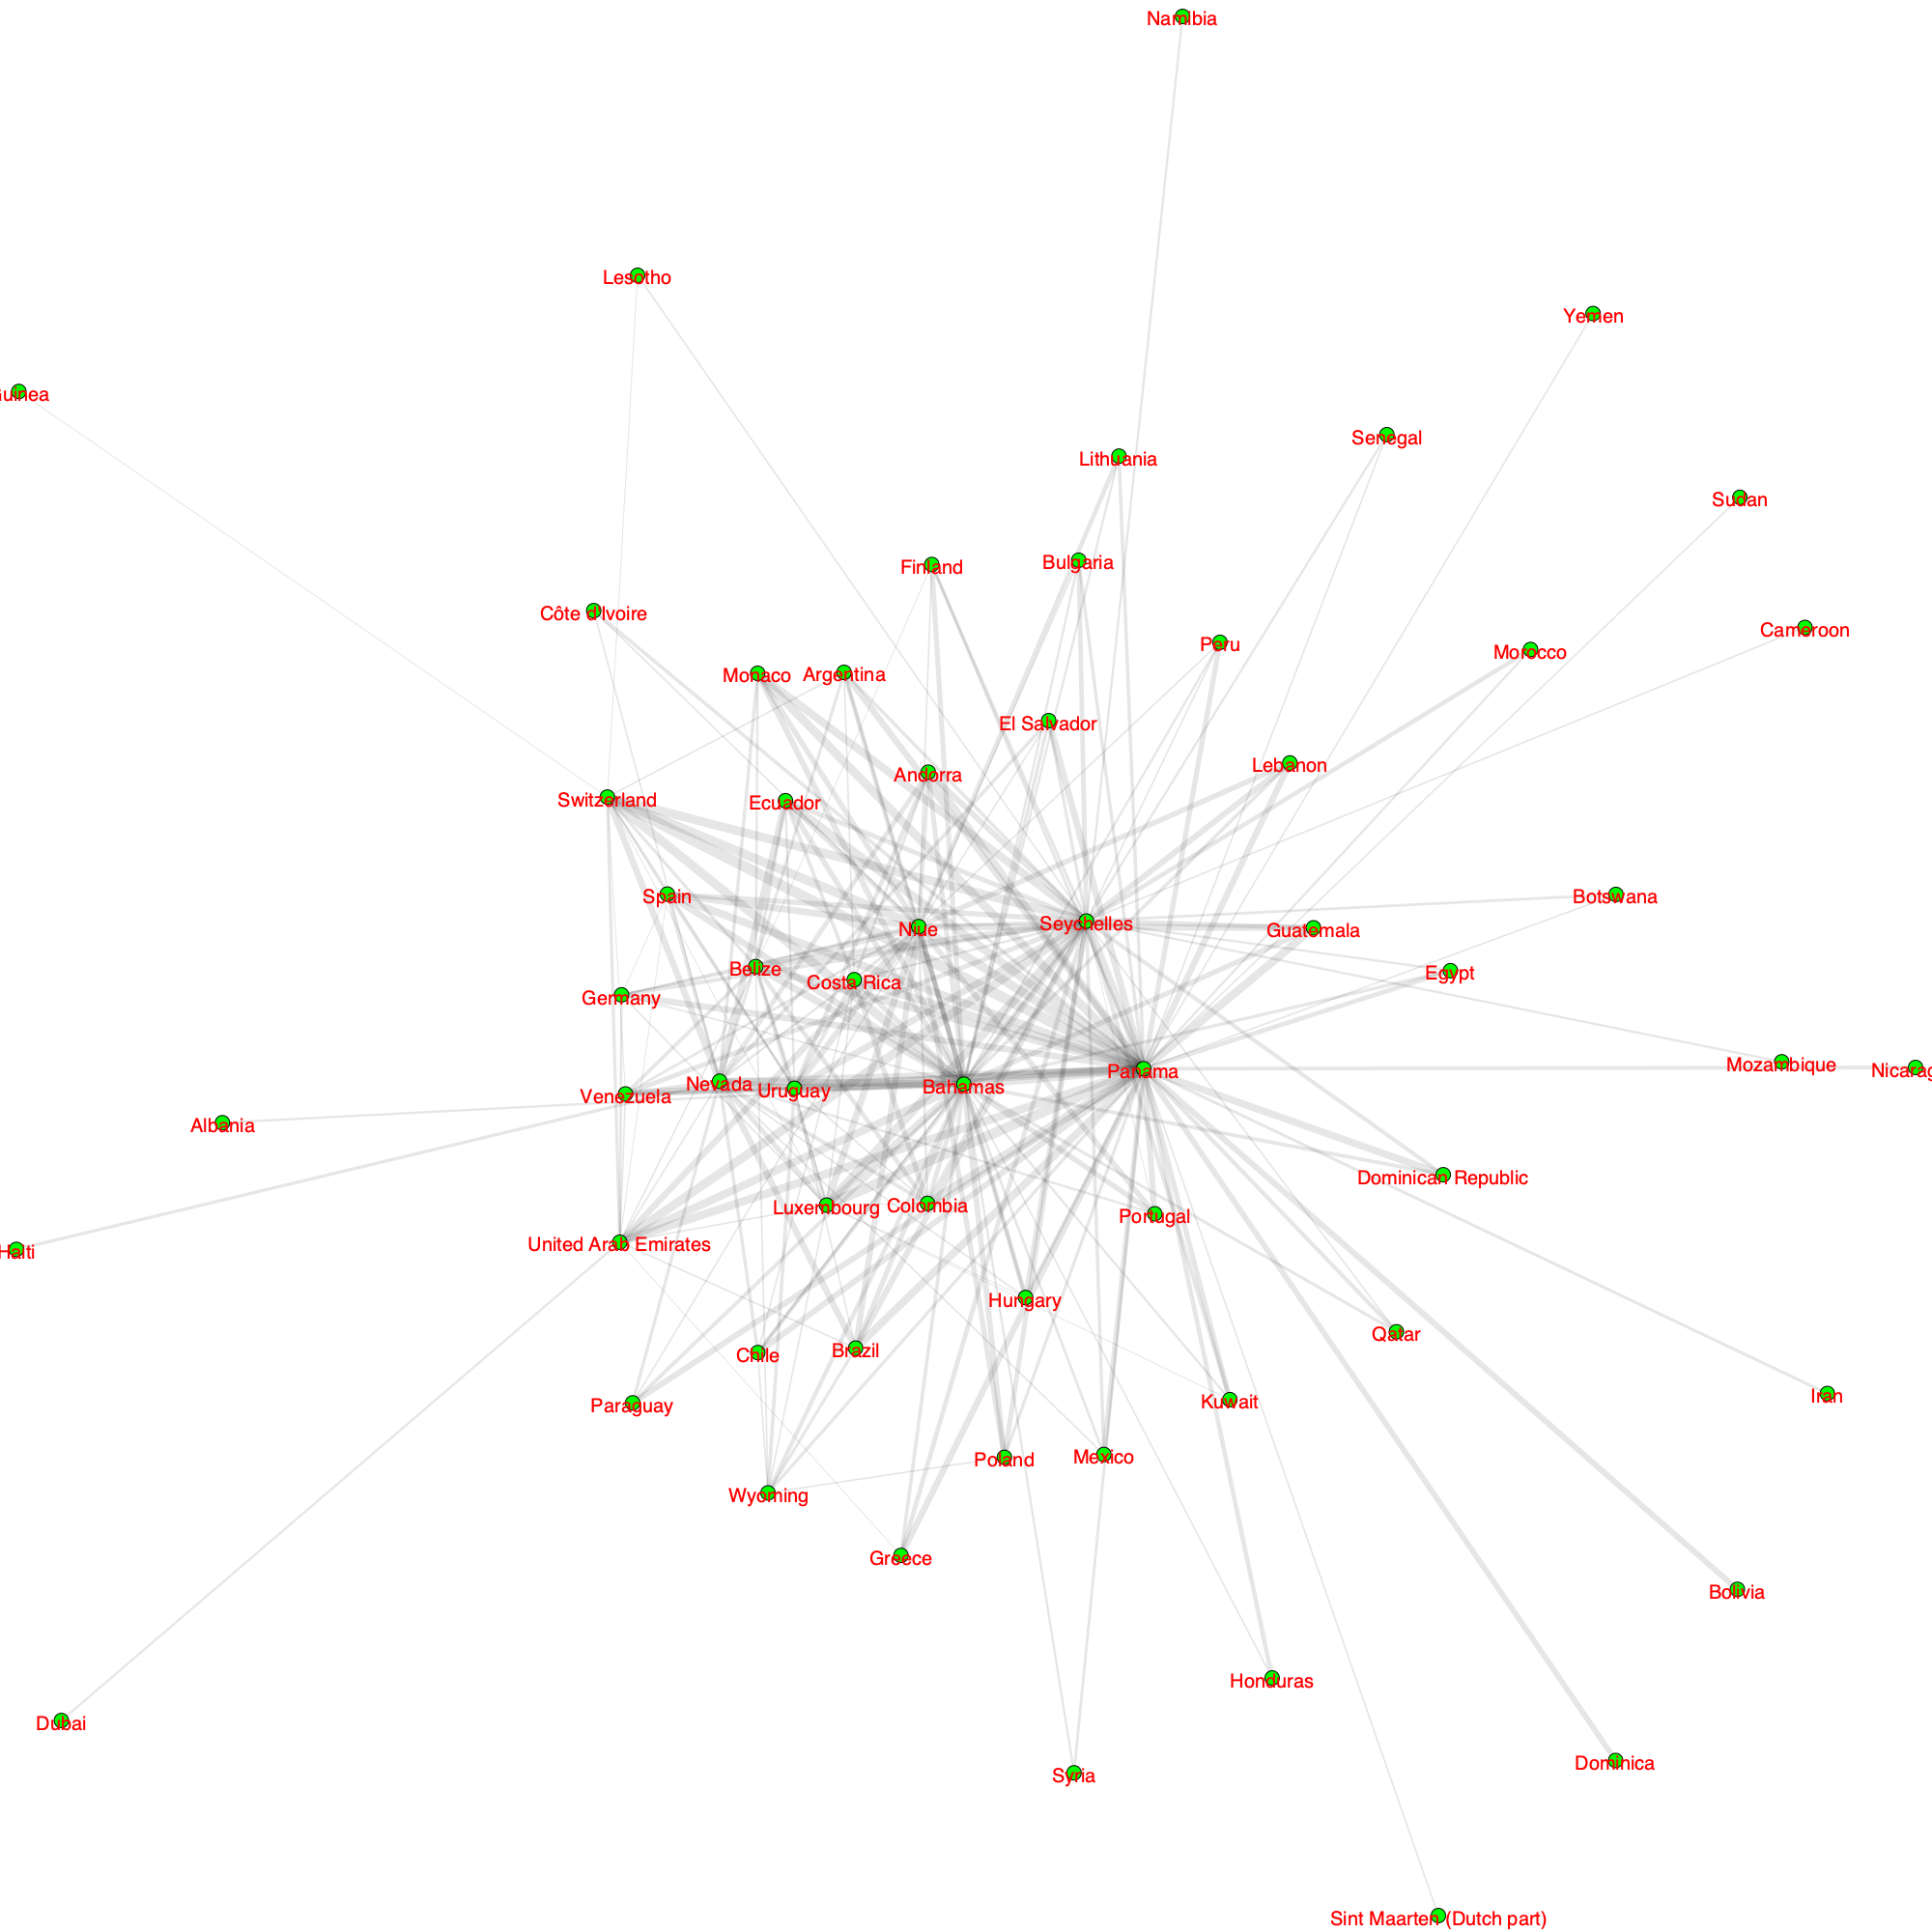 Namibia
Lesotho
Yemen
uinea
Senegal
Lithuania
Sudan
Finland
Bulgaria
Côte d'Ivoire
Cameroon
Peru
Morocco
Monaco
Argentina
El Salvador
Lebanon
Andorra
Switzerland
Ecuador
Spain
Botswana
Niue
Seychelles
Guatemala
Belize
Costa Rica
Egypt
Germany
Mozambique
Nicarag
Panama
Nevada
Uruguay
Bahamas
Venezuela
Albania
Dominican Republic
Luxembourg
Colombia
Portugal
United Arab Emirates
Haiti
Hungary
Qatar
Chile
Brazil
Iran
Paraguay
Kuwait
Poland
Mexico
Wyoming
Greece
Bolivia
Honduras
Dubai
Dominica
Syria
Sint Maarten (Dutch part)